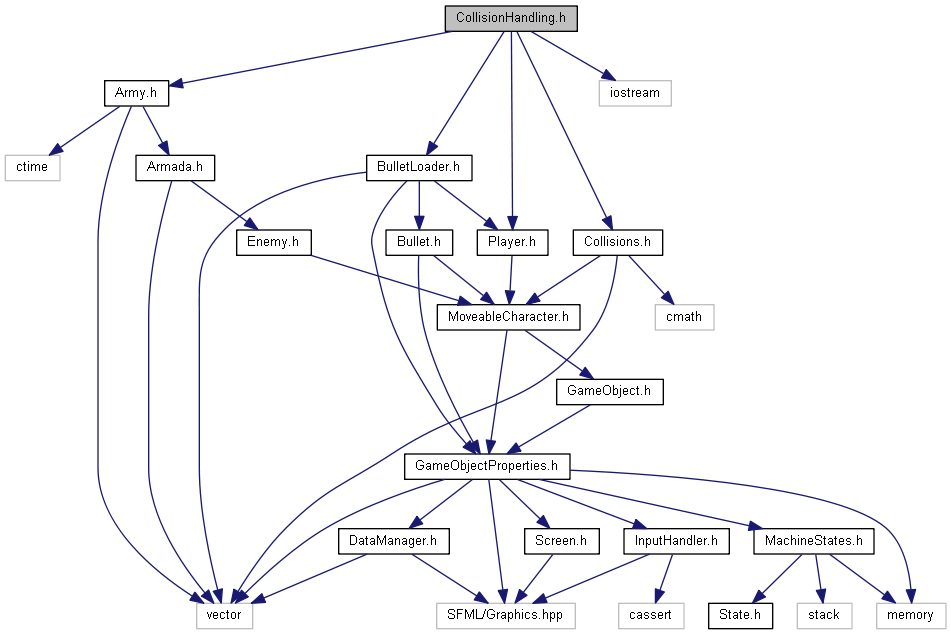 CollisionHandling.h
Army.h
iostream
ctime
Armada.h
BulletLoader.h
Enemy.h
Bullet.h
Player.h
Collisions.h
MoveableCharacter.h
cmath
GameObject.h
GameObjectProperties.h
DataManager.h
Screen.h
InputHandler.h
MachineStates.h
vector
SFML/Graphics.hpp
cassert
State.h
stack
memory